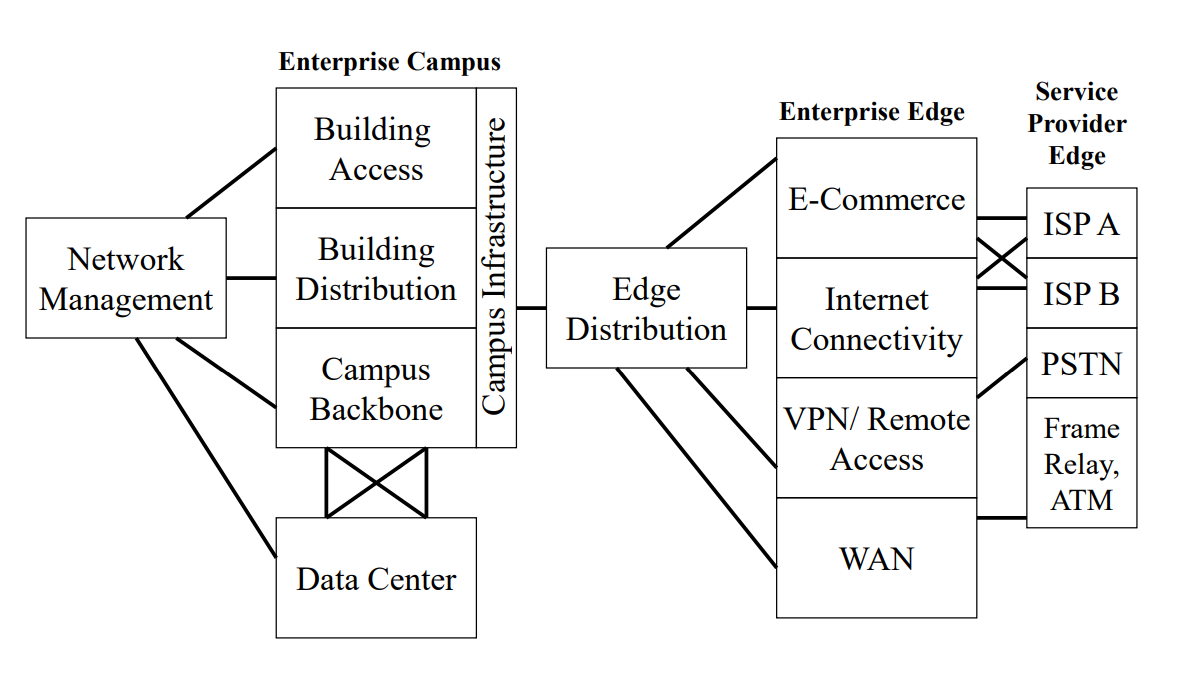 Enterprise Campus
Building
Access
Building
Distribution
Campus
Backbone
Campus Infrastructure
Network
Management
Data Center
Edge
Distribution
Enterprise Edge
E-Commerce
Internet
Connectivity
VPN/ Remote
Access
WAN
Service
Provider
Edge
ISP A
ISP B
PSTN
Frame
Relay,
ATM